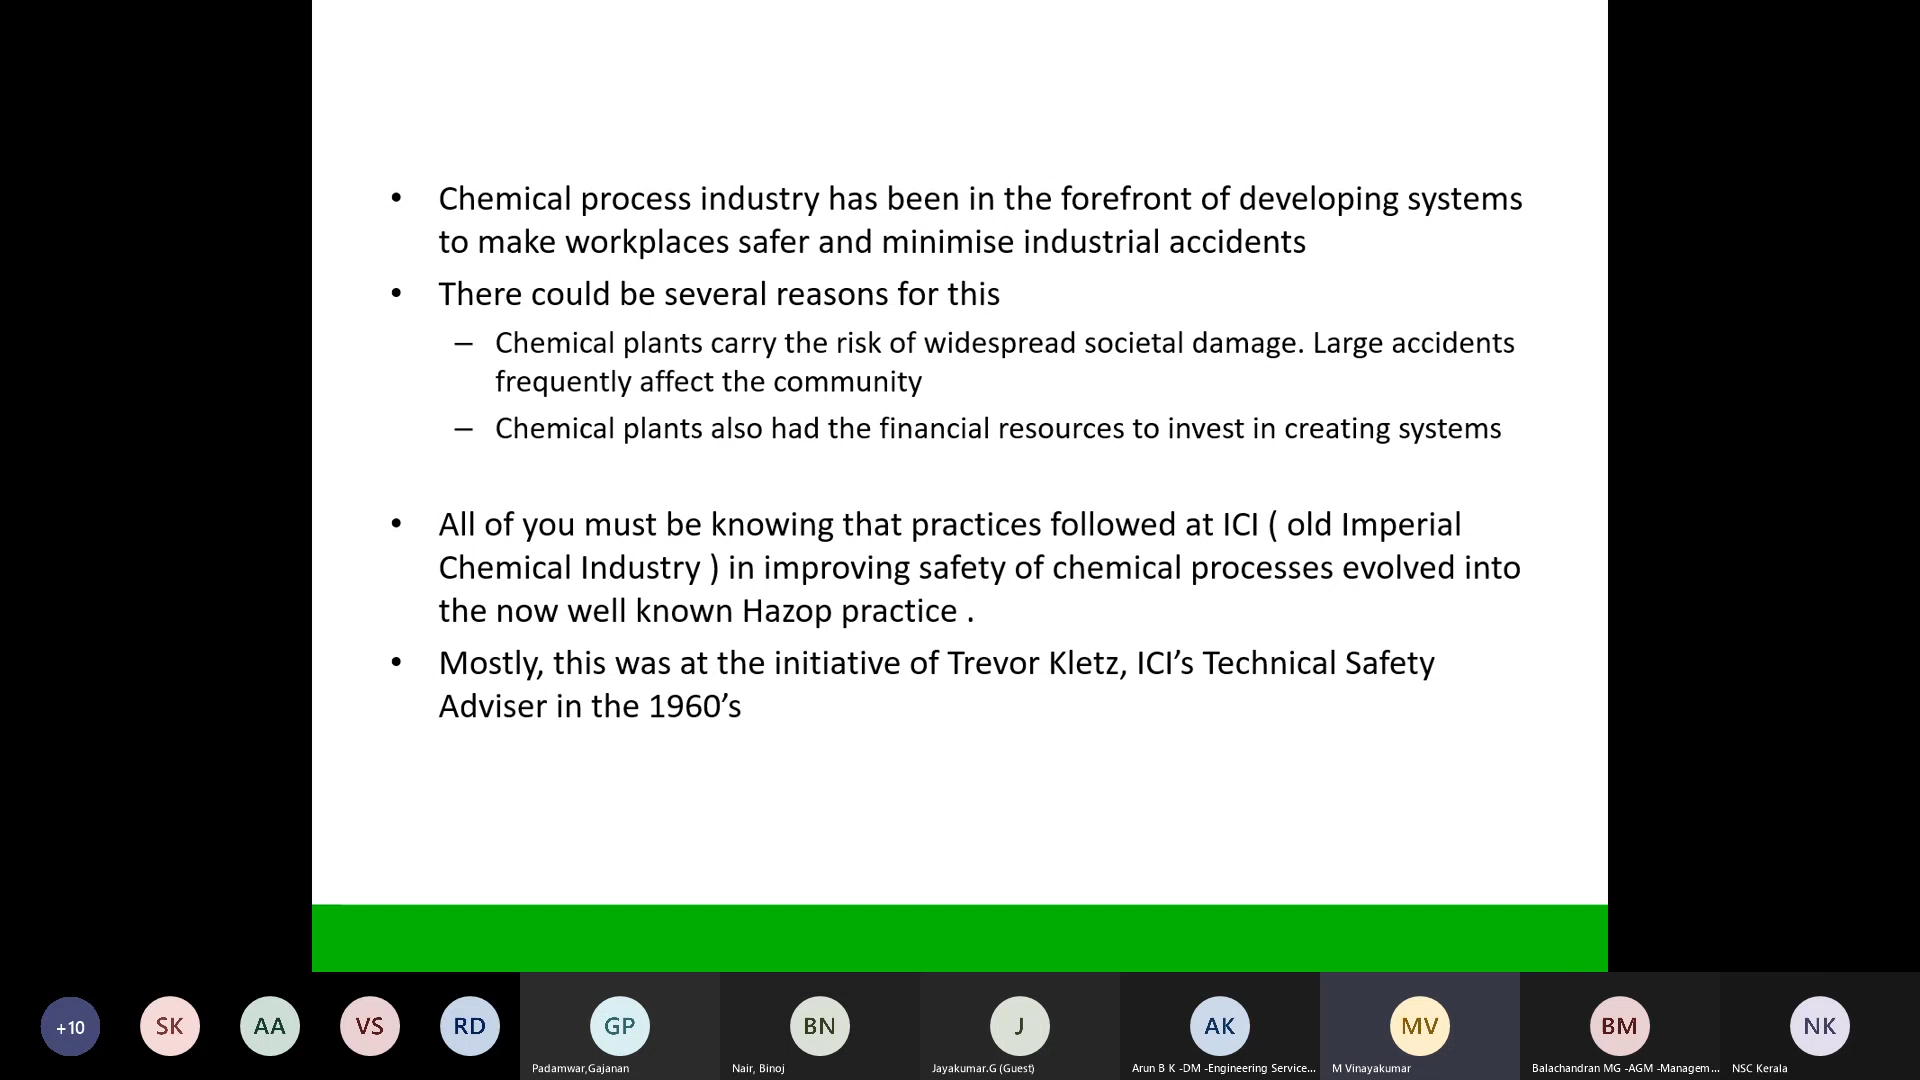 • Chemical process industry has been in the forefront of developing systems
to make workplaces safer and minimise industrial accidents
• There could be several reasons for this
– Chemical plants carry the risk of widespread societal damage. Large accidents
frequently affect the community
– Chemical plants also had the financial resources to invest in creating systems
• All of you must be knowing that practices followed at ICI ( old Imperial
Chemical Industry ) in improving safety of chemical processes evolved into
the now well known Hazop practice .
• Mostly, this was at the initiative of Trevor Kletz, ICI’s Technical Safety
Adviser in the 1960’s
+10
SK
AA
VS
RD
GP
Padamwar,Gajanan
BN
Nair, Binoj
J
Jayakumar.G (Guest)
AK
Arun B K -DM -Engineering Service...
MV
M Vinayakumar
BM
Balachandran MG -AGM -Managem...
NK
NSC Kerala